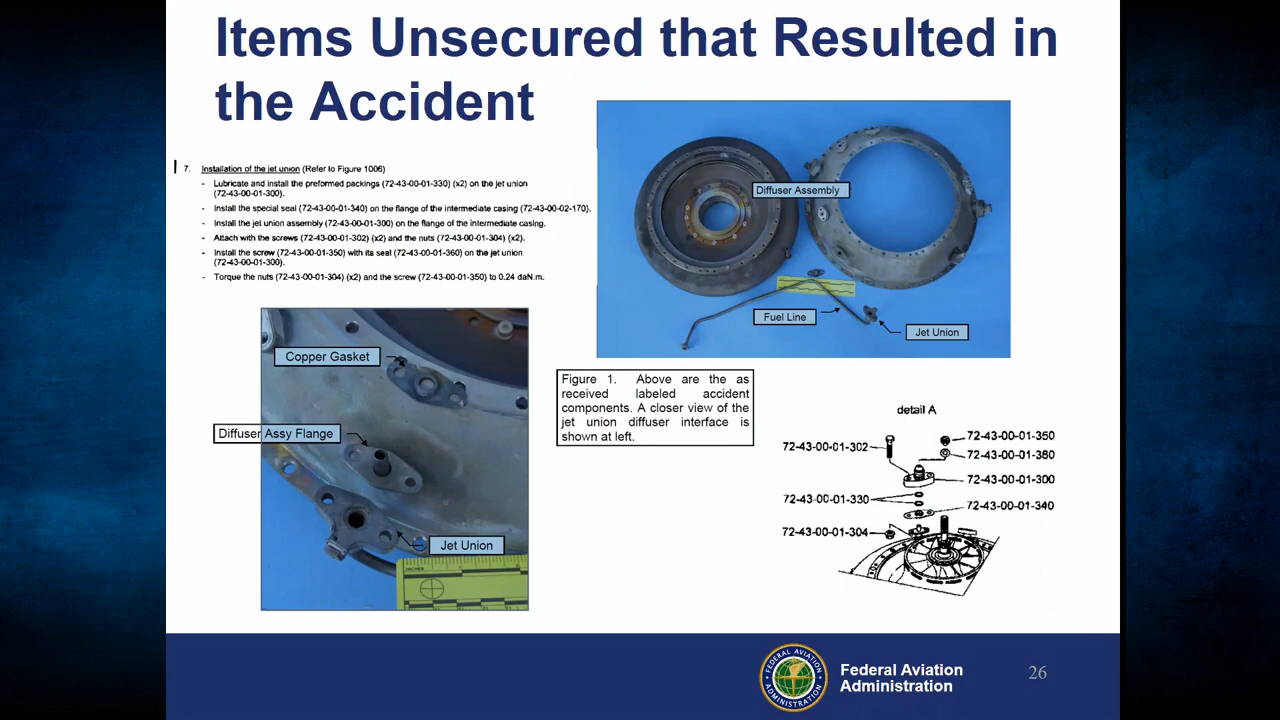 Items Unsecured that Resulted in
the Accident
7. Installation of the jet union (Refer to Figure 1006)
- Lubricate and install the preformed packings (72-43-00-01-330) (x2) on the jet union
(72-43-00-01-300).
- Install the special seal (72-43-00-01-340) on the flange of the intermediate casing (72-43-00-02-170).
- Install the jet union assembly (72-43-00-01-300) on the flange of the intermediate casing.
- Attach with the screws (72-43-00-01-302) (x2) and the nuts (72-43-00-01-304) (x2).
- Install the screw (72-43-00-01-350) with its seal (72-43-00-01-360) on the jet union
(72-43-00-01-300).
- Torque the nuts (72-43-00-01-304) (x2) and the screw (72-43-00-01-350) to 0.24 daN.m.
Diffuser Assembly
Fuel Line
Jet Union
Copper Gasket
Diffuser Assy Flange
Jet Union
INCHES
Figure 1. Above are the as
received labeled accident
components. A closer view of the
jet union diffuser interface is
shown at left.
detail A
72-43-00-01-302
72-43-00-01-350
72-43-00-01-360
72-43-00-01-300
72-43-00-01-330
72-43-00-01-340
72-43-00-01-304
FEDERAL AVIATION
ADMINISTRATION
Federal Aviation
Administration
26